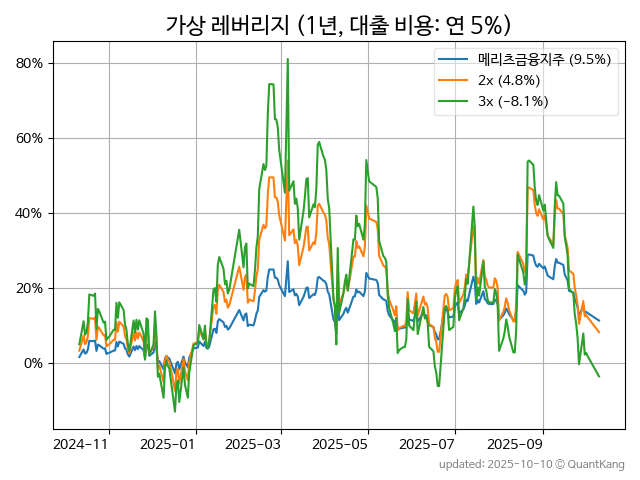 가상 레버리지 (1년, 대출 비용: 연 5%)
메리츠금융지주 (9.5%)
2x (4.8%)
3x (−8.1%)
80%
60%
40%
20%
0%
2024-11 2025-01 2025-03 2025-05 2025-07 2025-09
updated: 2025-10-10 © QuantKang